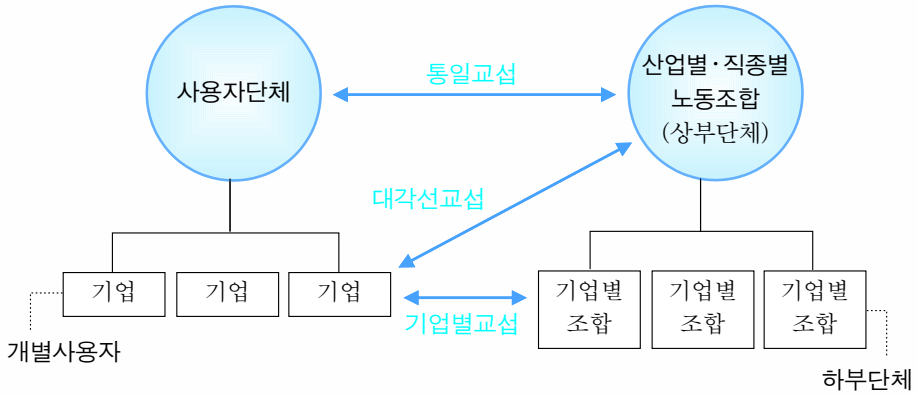 통일교섭
사용자단체
산업별·직종별
노동조합
(상부단체)
대각선교섭
기업
기업
기업
기업별
조합
기업별
조합
기업별
조합
기업별교섭
개별사용자
하부단체